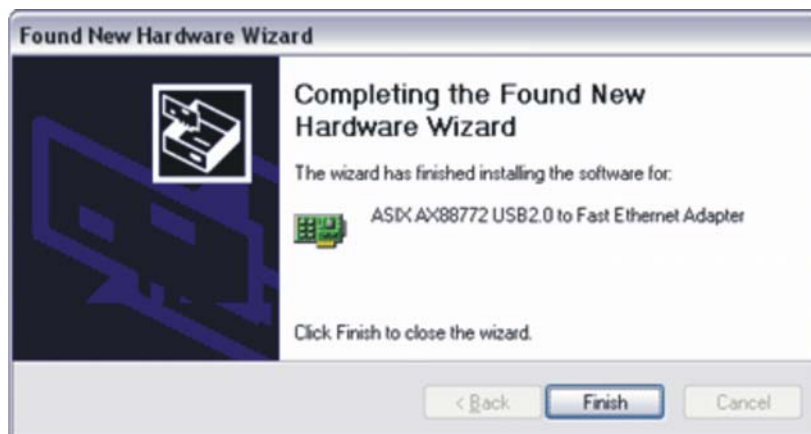 Found New Hardware Wizard
Completing the Found New
Hardware Wizard
The wizard has finished installing the software for:
ASIX AX88772 USB2.0 to Fast Ethernet Adapter
Click Finish to close the wizard.
< Back Finish Cancel